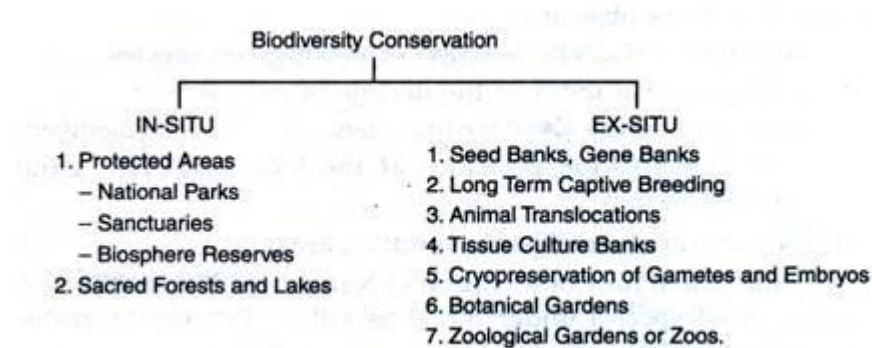 Biodiversity Conservation
IN-SITU
1. Protected Areas
– National Parks
– Sanctuaries
– Biosphere Reserves
2. Sacred Forests and Lakes
EX-SITU
1. Seed Banks, Gene Banks
2. Long Term Captive Breeding
3. Animal Translocations
4. Tissue Culture Banks
5. Cryopreservation of Gametes and Embryos
6. Botanical Gardens
7. Zoological Gardens or Zoos.